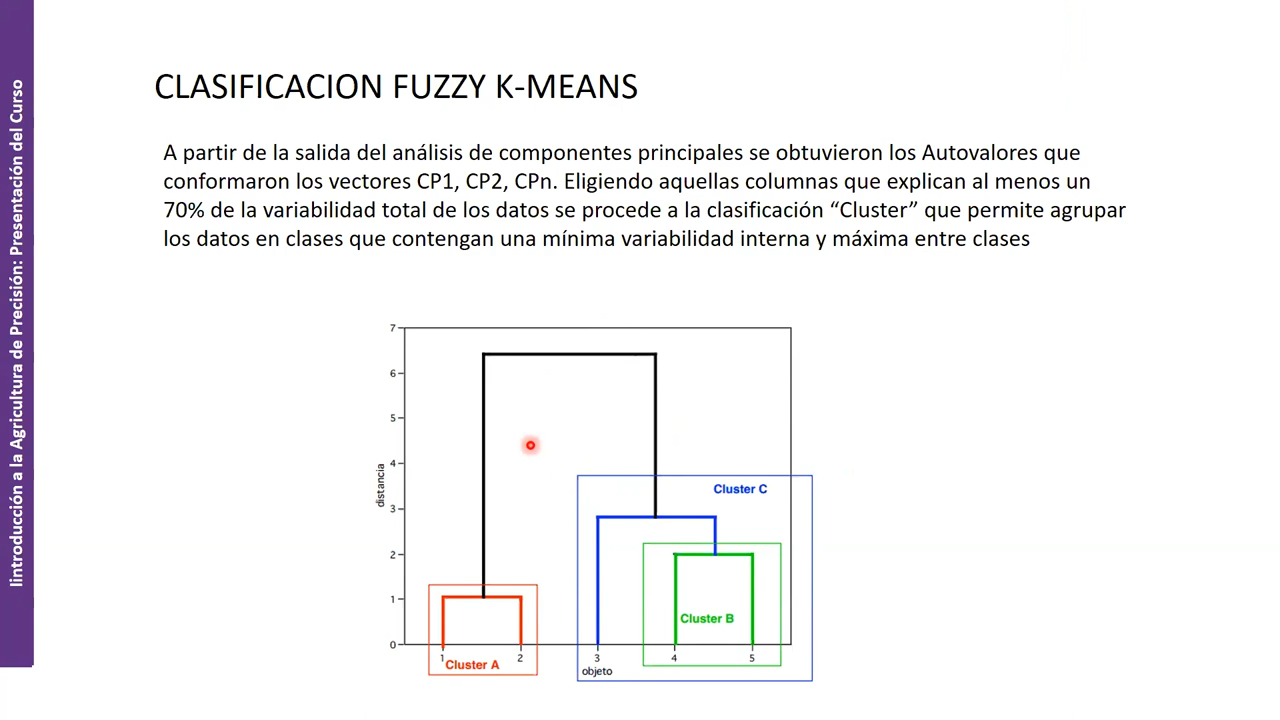 Iintroducción a la Agricultura de Precisión: Presentación del Curso
CLASIFICACION FUZZY K-MEANS
A partir de la salida del análisis de componentes principales se obtuvieron los Autovalores que
conformaron los vectores CP1, CP2, CPn. Eligiendo aquellas columnas que explican al menos un
70% de la variabilidad total de los datos se procede a la clasificación “Cluster” que permite agrupar
los datos en clases que contengan una mínima variabilidad interna y máxima entre clases
7
6
5
4
3
2
1
0
distancia
Cluster C
Cluster B
1
2
3
4
5
Cluster A
objeto